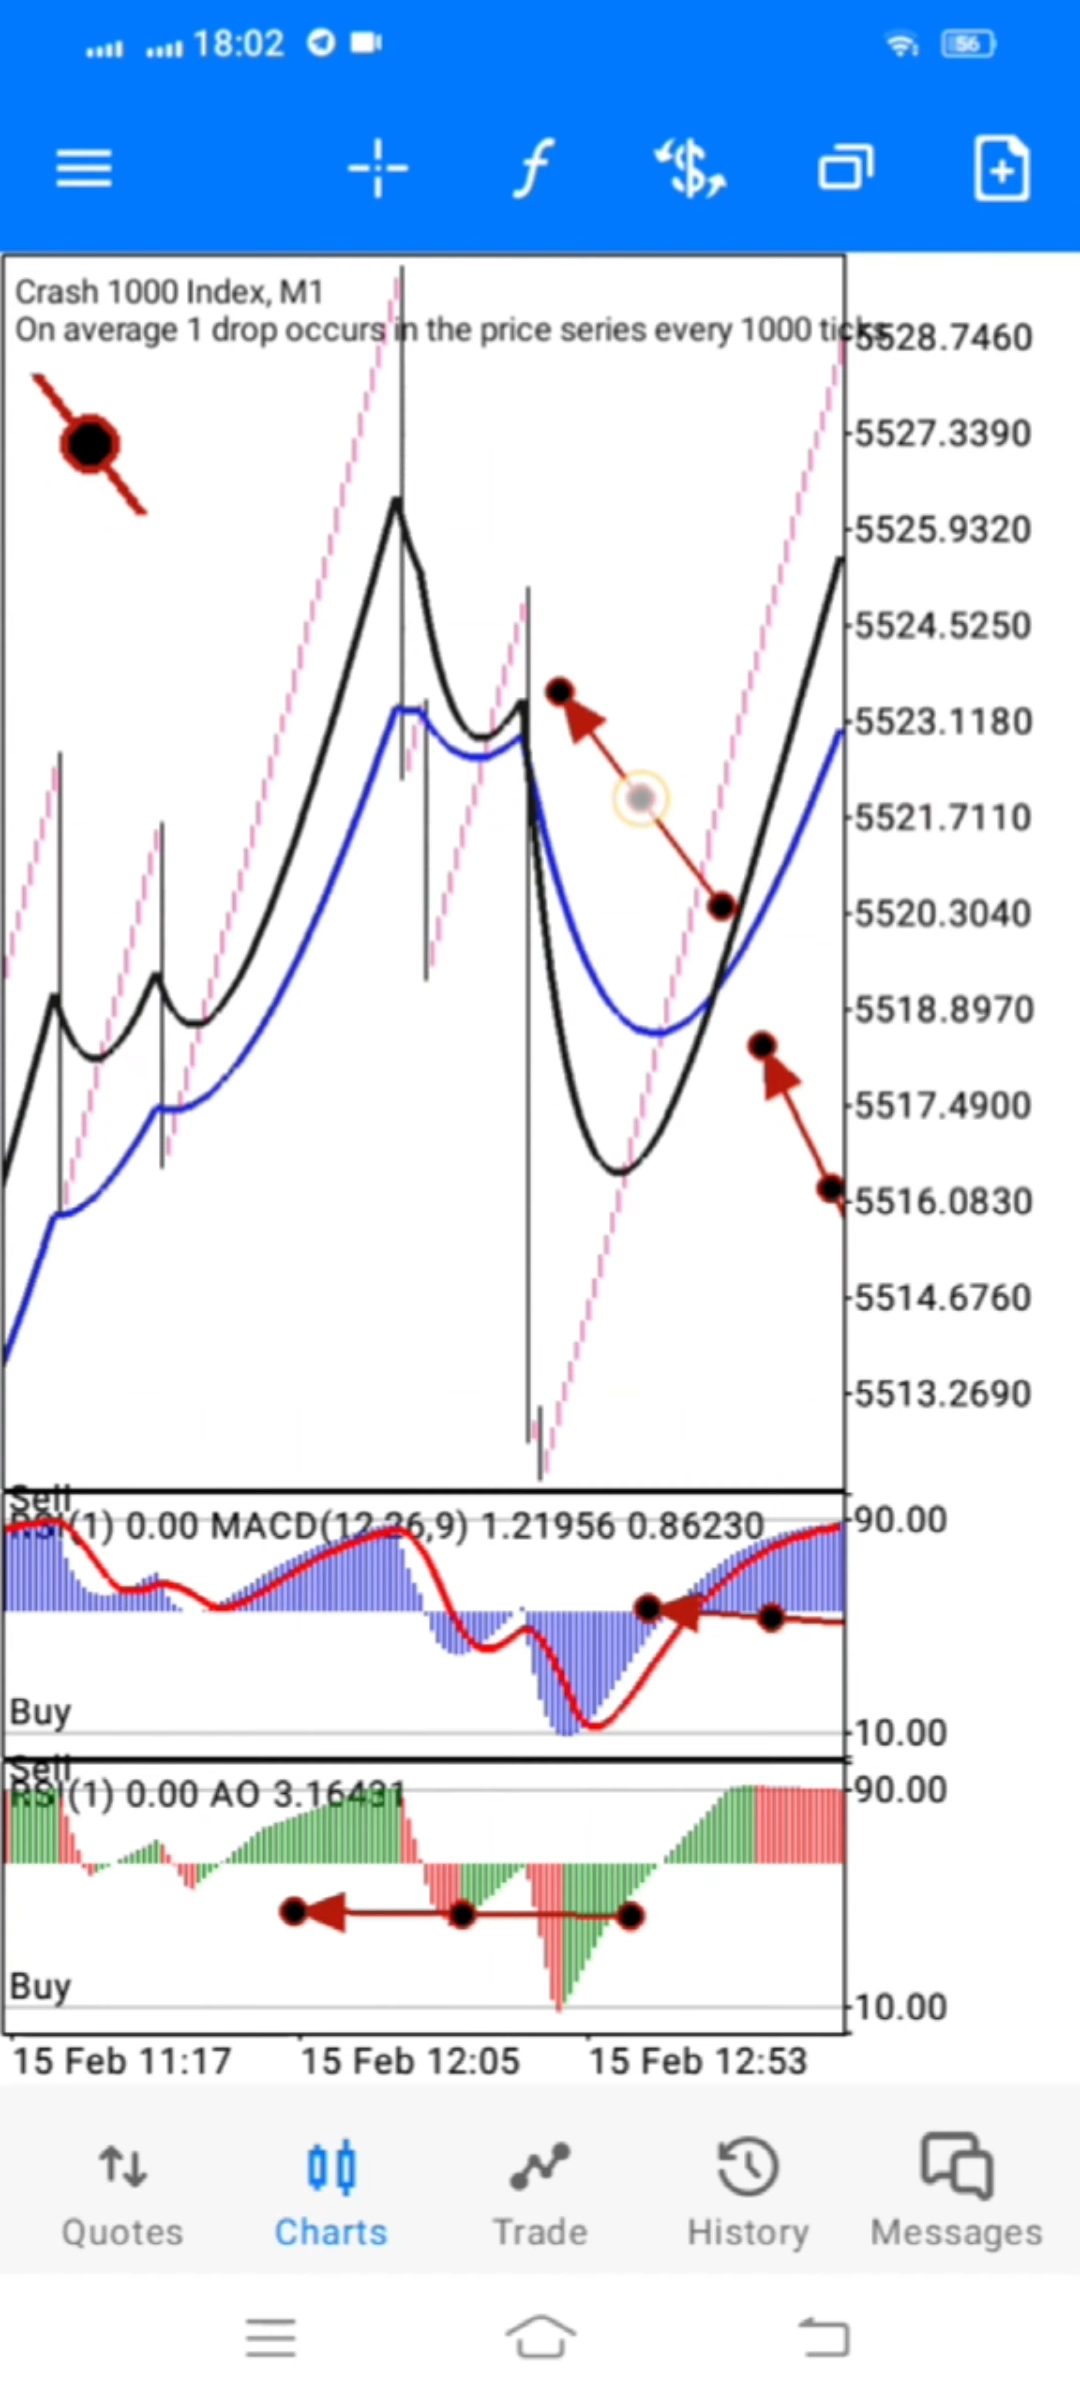 18:02
56
Crash 1000 Index, M1
On average 1 drop occurs in the price series every 1000 ticks
5528.7460
5527.3390
5525.9320
5524.5250
5523.1180
5521.7110
5520.3040
5518.8970
5517.4900
5516.0830
5514.6760
5513.2690
Sell
RSI(1) 0.00 MACD(12,26,9) 1.21956 0.86230
90.00
Buy
10.00
Sell
RSI(1) 0.00 AO 3.16431
90.00
Buy
10.00
15 Feb 11:17 15 Feb 12:05 15 Feb 12:53
Quotes Charts Trade History Messages